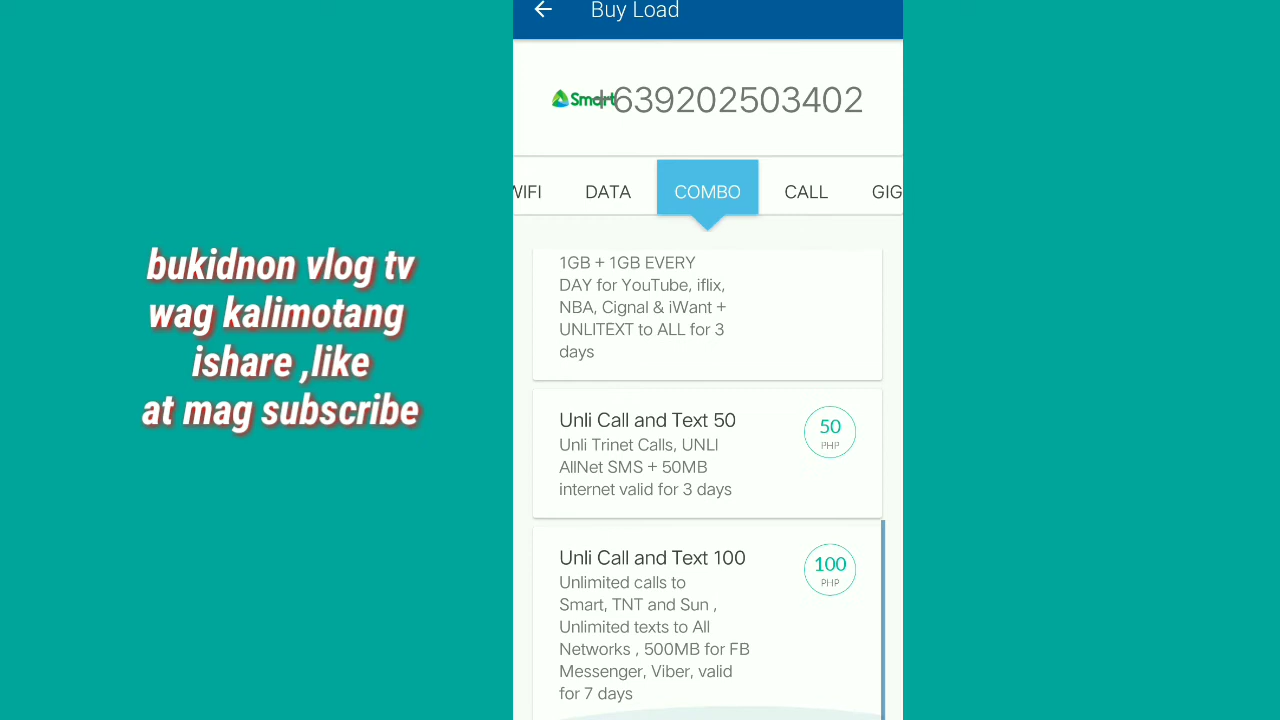 Buy Load
Smart +639202503402
WIFI DATA COMBO CALL GIG
1GB + 1GB EVERY
DAY for YouTube, iflix,
NBA, Cignal & iWant +
UNLITEXT to ALL for 3
days
Unli Call and Text 50
Unli Trinet Calls, UNLI
AllNet SMS + 50MB
internet valid for 3 days
50
PHP
Unli Call and Text 100
Unlimited calls to
Smart, TNT and Sun ,
Unlimited texts to All
Networks , 500MB for FB
Messenger, Viber, valid
for 7 days
100
PHP
bukidnon vlog tv
wag kalimotang
ishare ,like
at mag subscribe